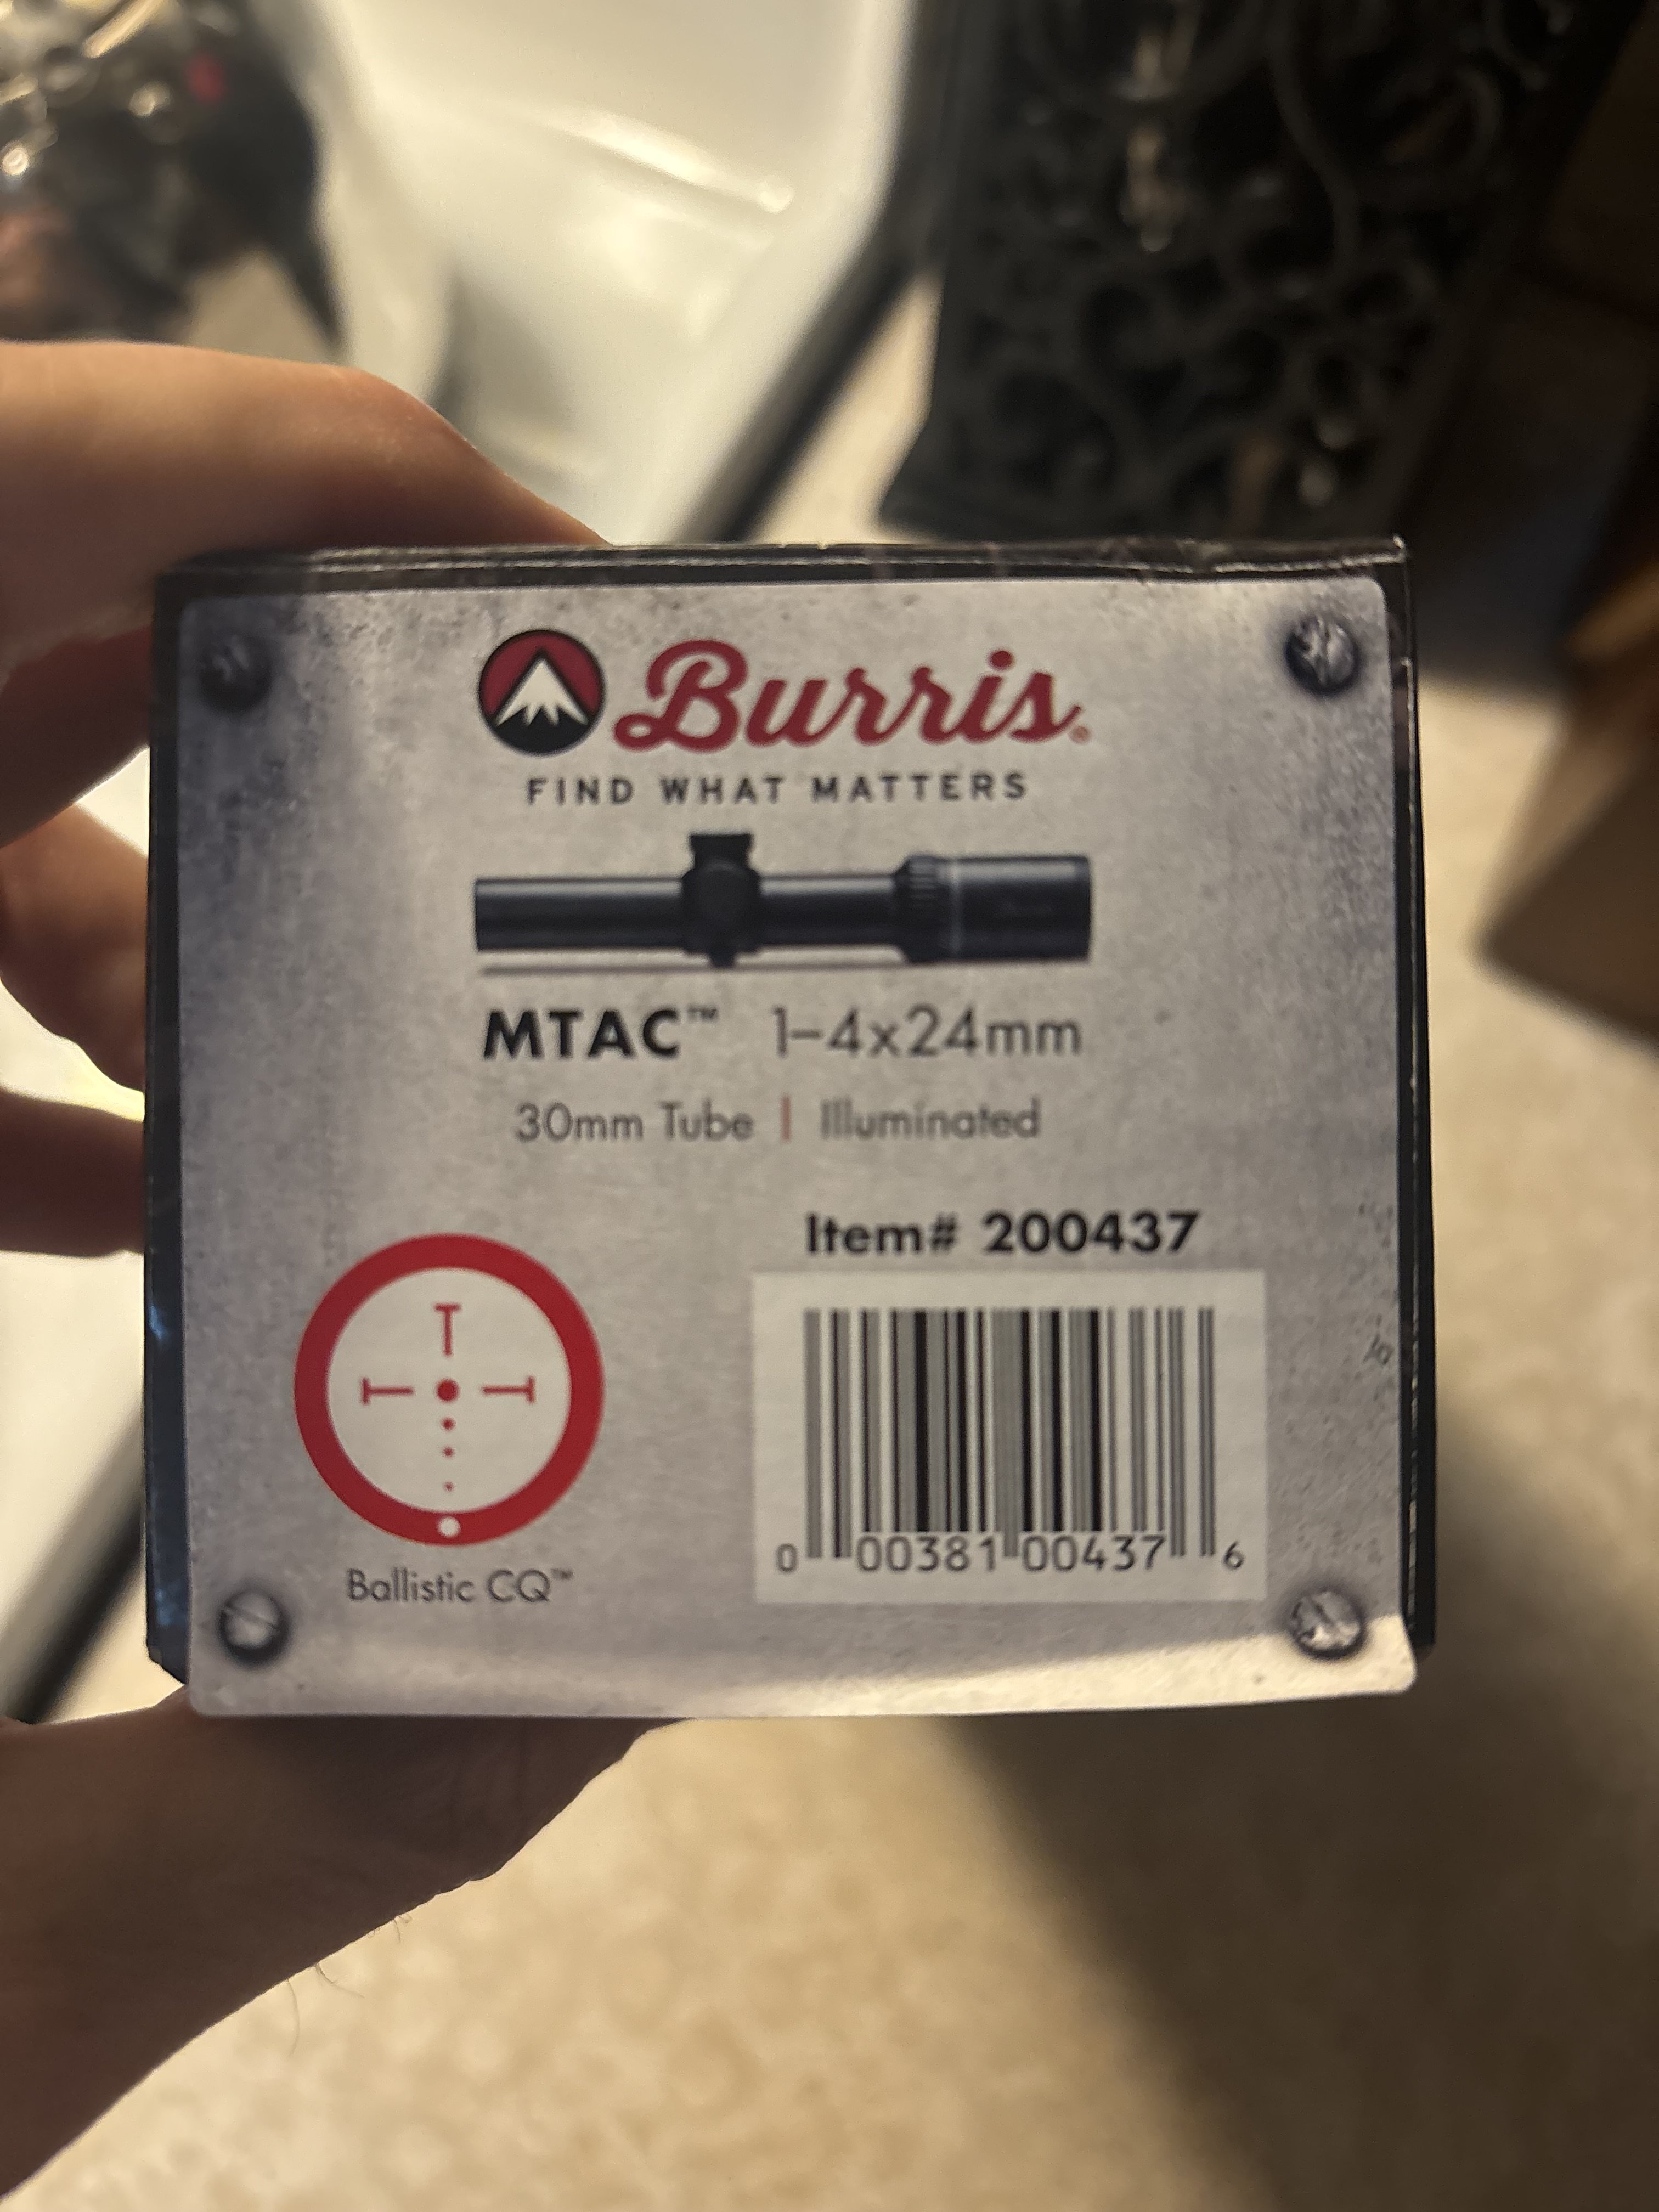 Burris®
FIND WHAT MATTERS
MTAC™ 1-4x24mm
30mm Tube | Illuminated
Item# 200437
0 00381 00437 6
Ballistic CQ™